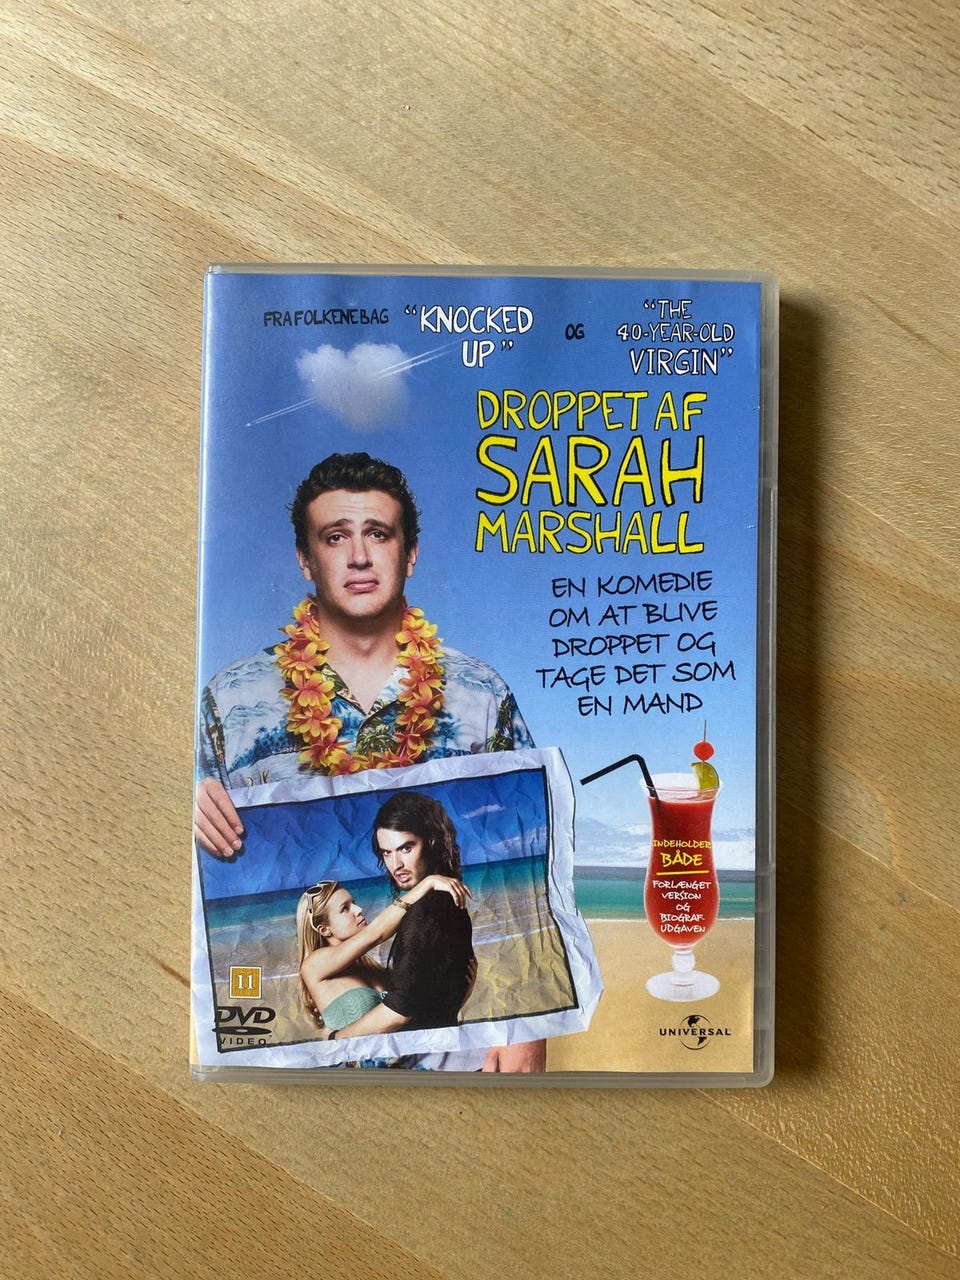 FRA FOLKENE BAG "KNOCKED UP" OG "THE 40-YEAR-OLD VIRGIN"
DROPPET AF
SARAH
MARSHALL
EN KOMEDIE
OM AT BLIVE
DROPPET OG
TAGE DET SOM
EN MAND
INDEHOLDER
BÅDE
FORLÆNGET
VERSION
OG
BIOGRAF
UDGAVEN
11
DVD
VIDEO
UNIVERSAL